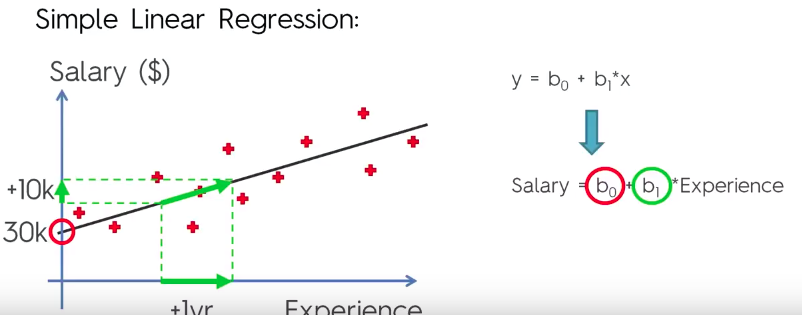 Simple Linear Regression:
Salary ($)
y = b₀ + b₁*x
+10k
Salary = b₀ + b₁ *Experience
30k
+1yr
Experience